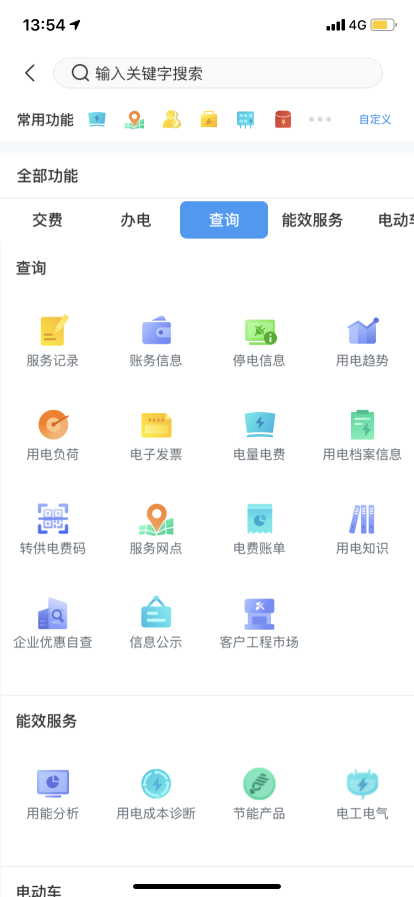 13:54
4G
输入关键字搜索
常用功能
自定义
全部功能
交费 办电 查询 能效服务 电动车
查询
服务记录 账务信息 停电信息 用电趋势
用电负荷 电子发票 电量电费 用电档案信息
转供电费码 服务网点 电费账单 用电知识
企业优惠自查 信息公示 客户工程市场
能效服务
用能分析 用电成本诊断 节能产品 电工电气
电动车